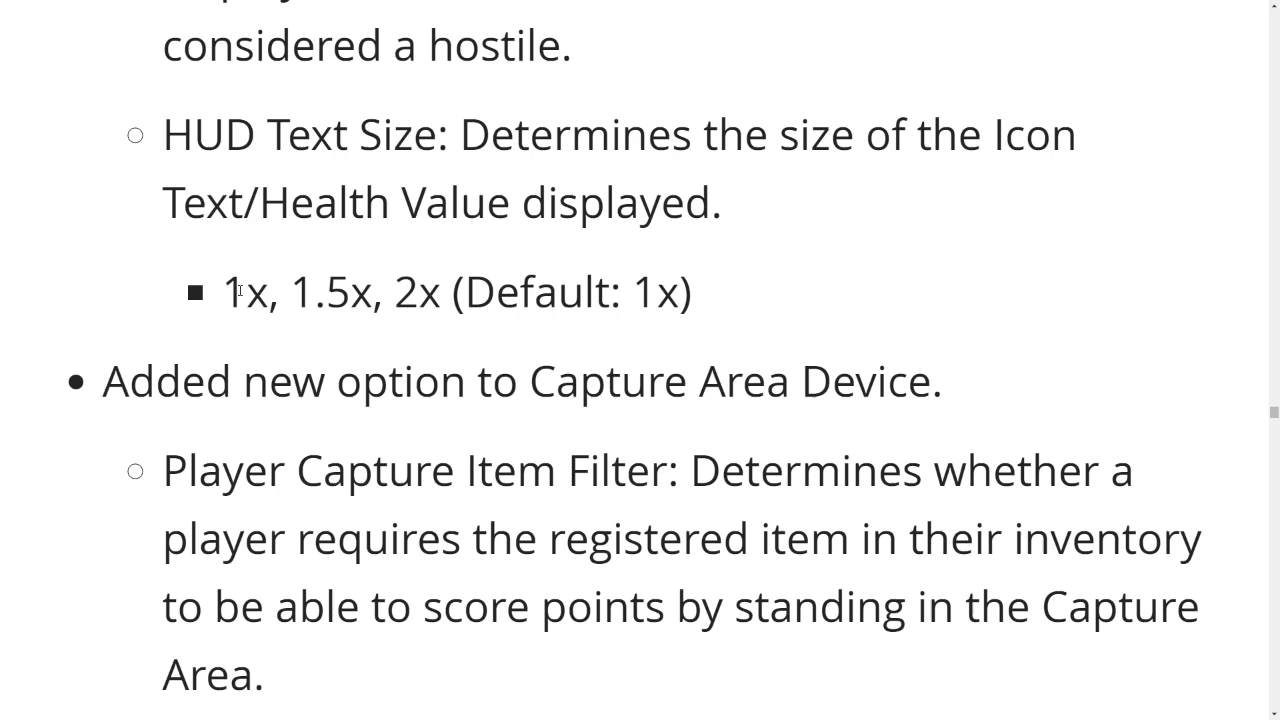 considered a hostile.
HUD Text Size: Determines the size of the Icon
Text/Health Value displayed.
1x, 1.5x, 2x (Default: 1x)
Added new option to Capture Area Device.
Player Capture Item Filter: Determines whether a
player requires the registered item in their inventory
to be able to score points by standing in the Capture
Area.